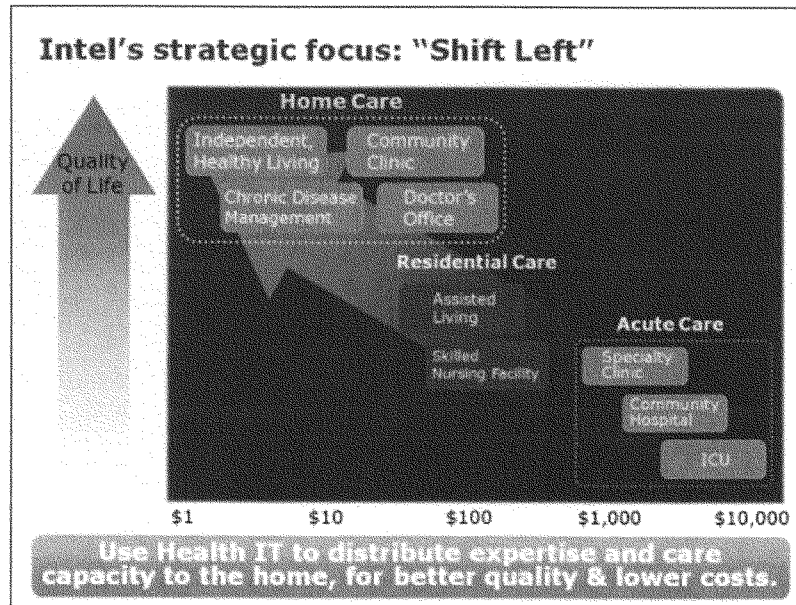 Intel's strategic focus: "Shift Left"
Quality
of Life
Home Care
Independent,
Healthy Living
Community
Clinic
Chronic Disease
Management
Doctor's
Office
Residential Care
Assisted
Living
Skilled
Nursing Facility
Acute Care
Specialty
Clinic
Community
Hospital
ICU
$1 $10 $100 $1,000 $10,000
Use Health IT to distribute expertise and care
capacity to the home, for better quality & lower costs.